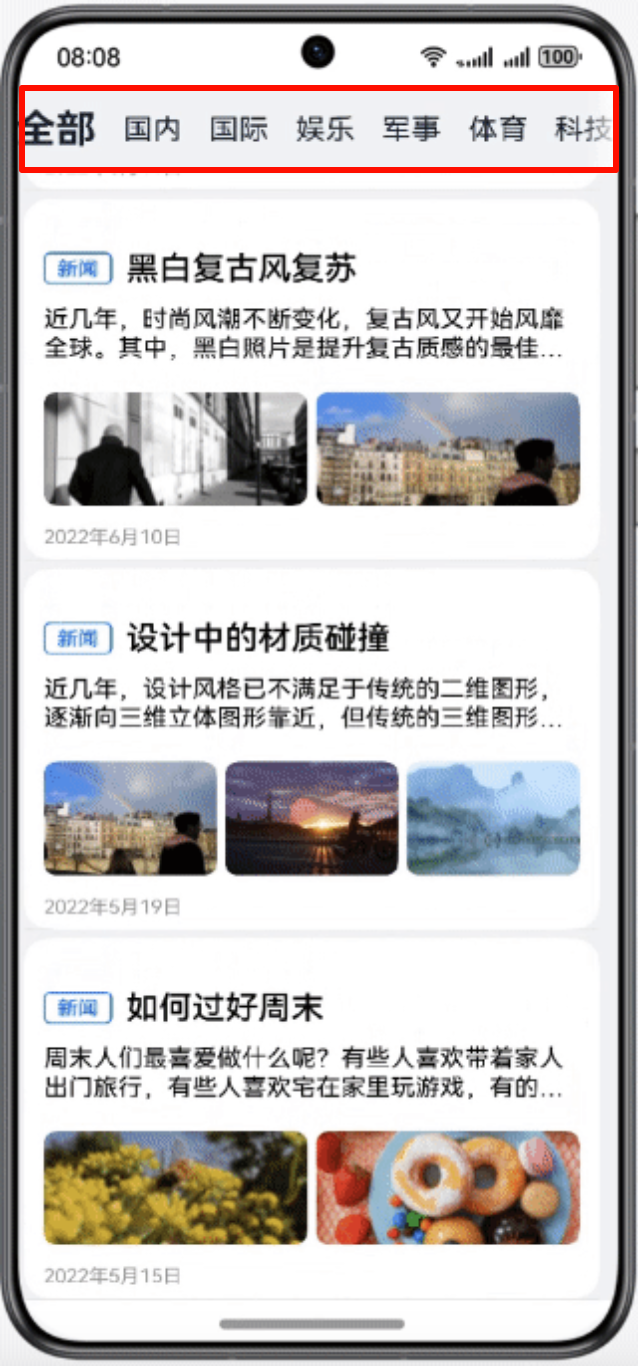 08:08
100
全部 国内 国际 娱乐 军事 体育 科技
新闻 黑白复古风复苏
近几年，时尚风潮不断变化，复古风又开始风靡
全球。其中，黑白照片是提升复古质感的最佳...
2022年6月10日
新闻 设计中的材质碰撞
近几年，设计风格已不满足于传统的二维图形，
逐渐向三维立体图形靠近，但传统的三维图形...
2022年5月19日
新闻 如何过好周末
周末人们最喜爱做什么呢？有些人喜欢带着家人
出门旅行，有些人喜欢宅在家里玩游戏，有的...
2022年5月15日